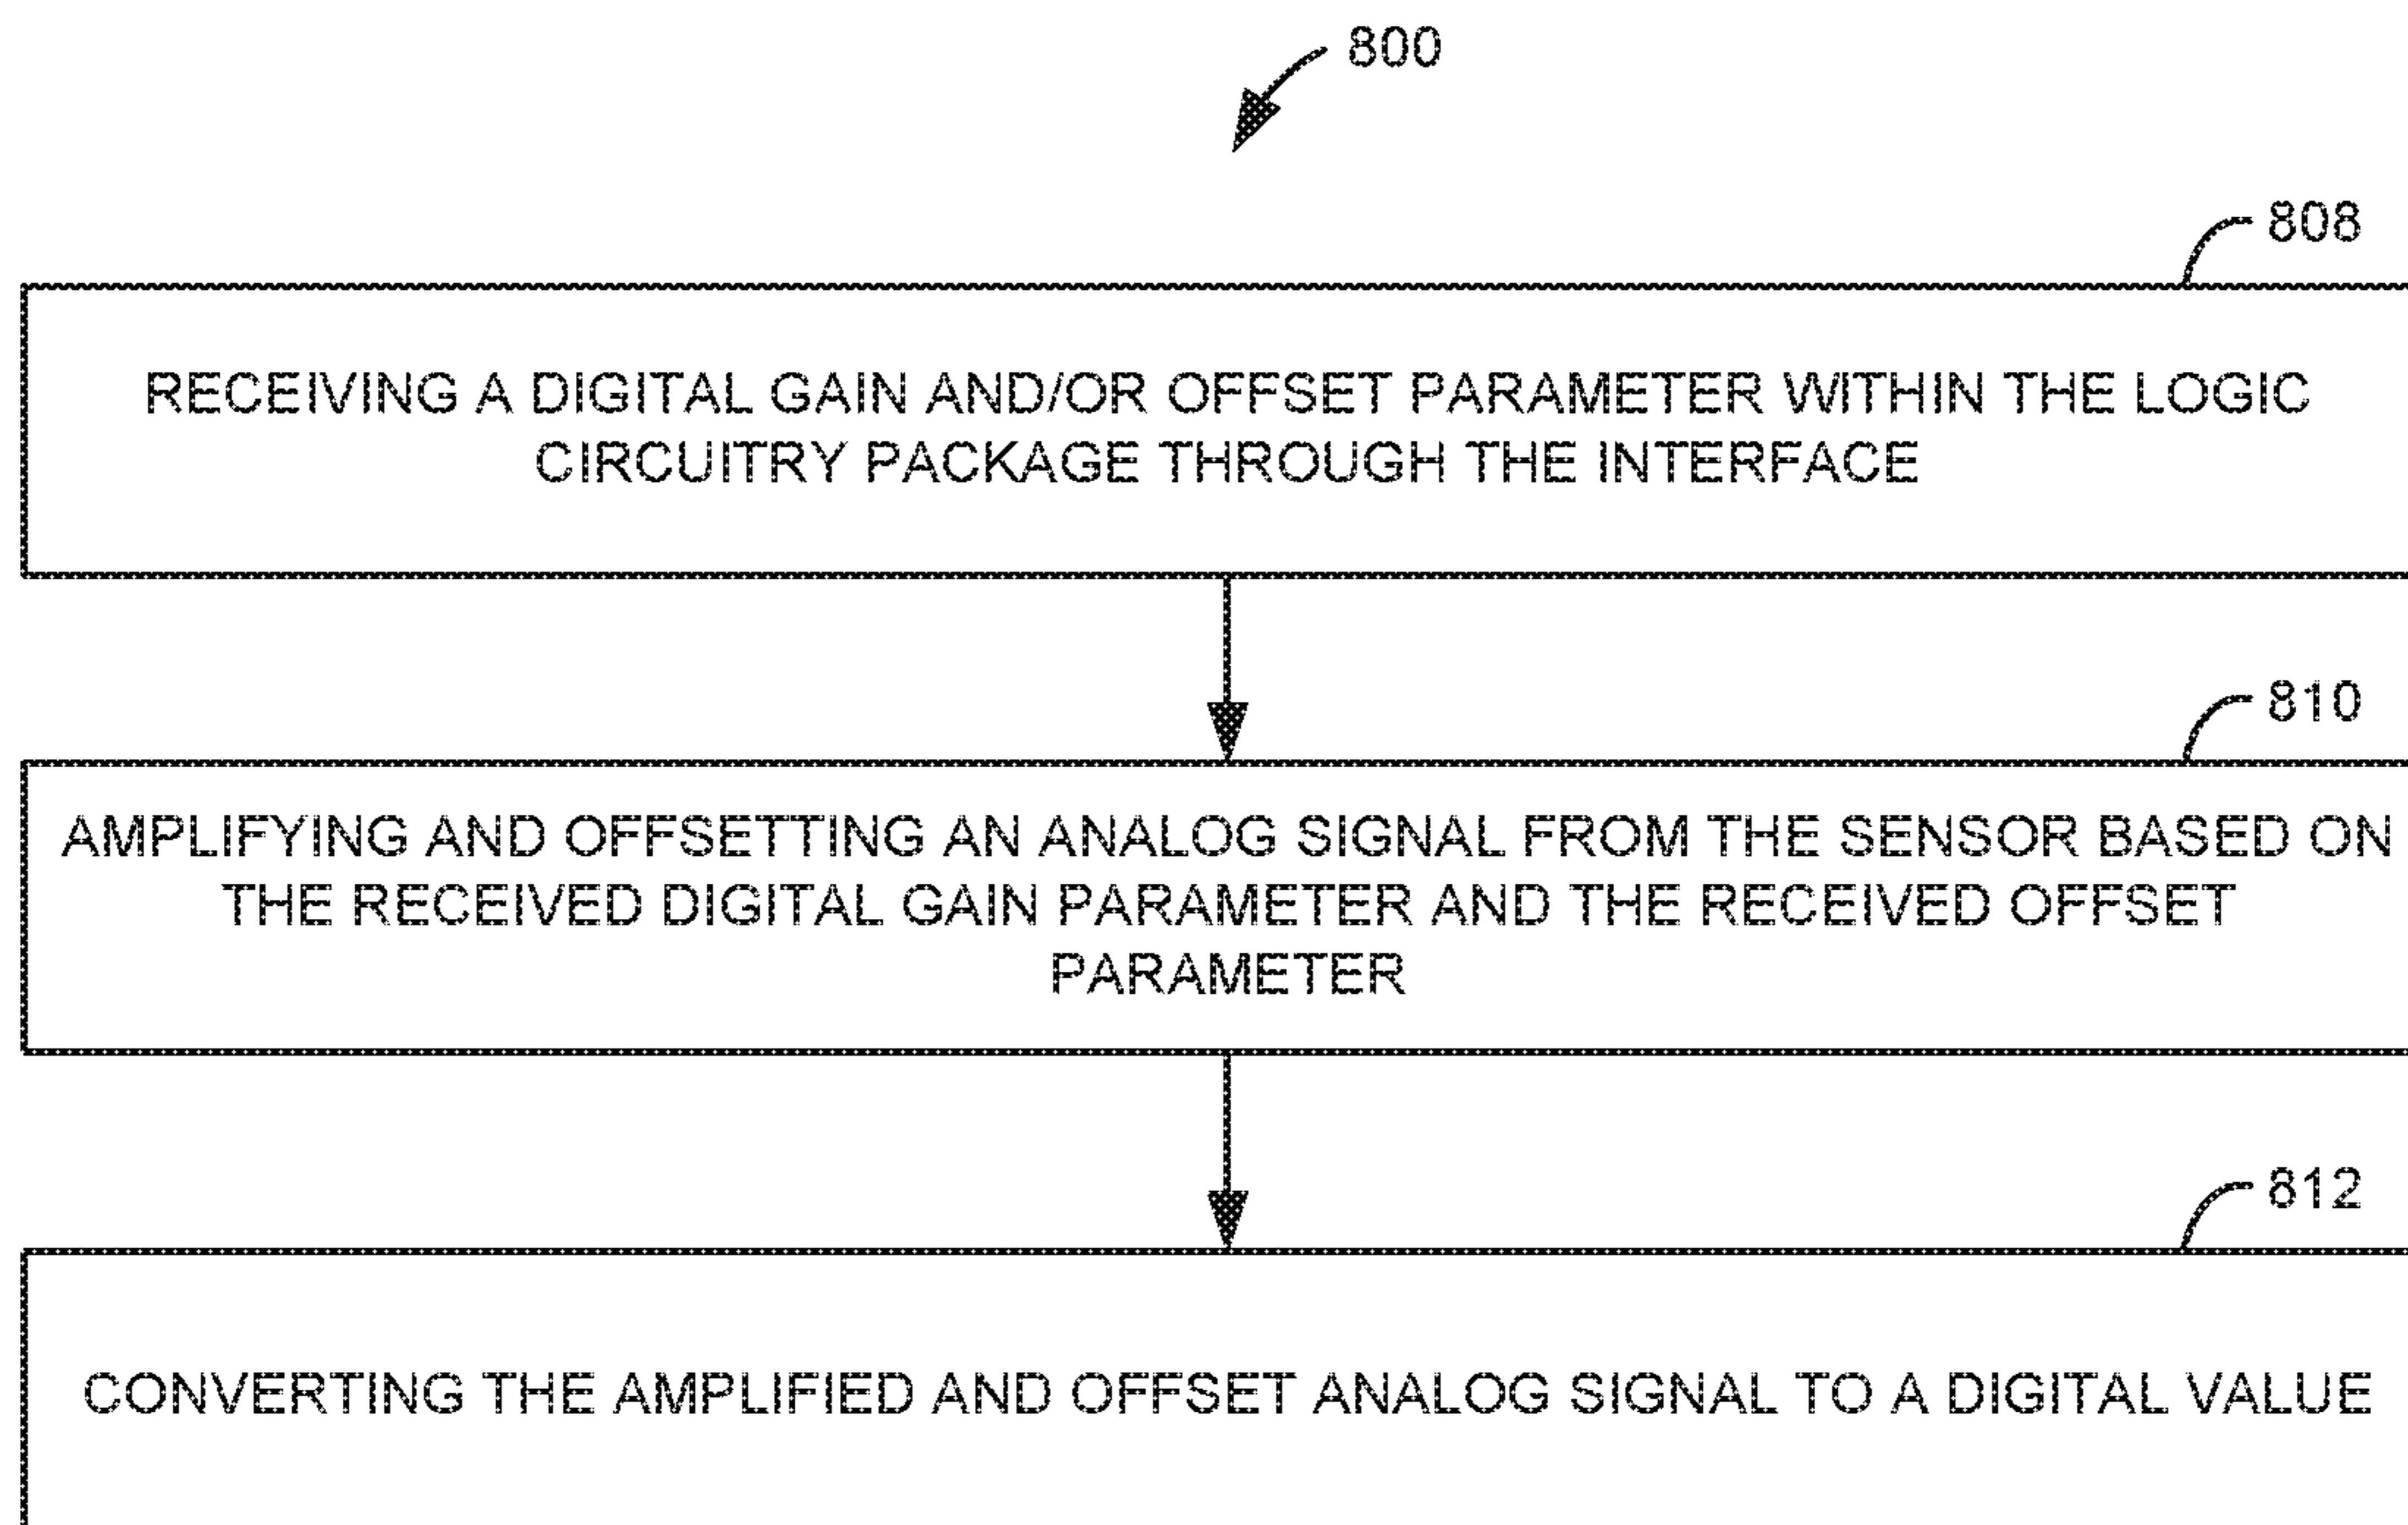 800
808
RECEIVING A DIGITAL GAIN AND/OR OFFSET PARAMETER WITHIN THE LOGIC
CIRCUITRY PACKAGE THROUGH THE INTERFACE
810
AMPLIFYING AND OFFSETTING AN ANALOG SIGNAL FROM THE SENSOR BASED ON
THE RECEIVED DIGITAL GAIN PARAMETER AND THE RECEIVED OFFSET
PARAMETER
812
CONVERTING THE AMPLIFIED AND OFFSET ANALOG SIGNAL TO A DIGITAL VALUE